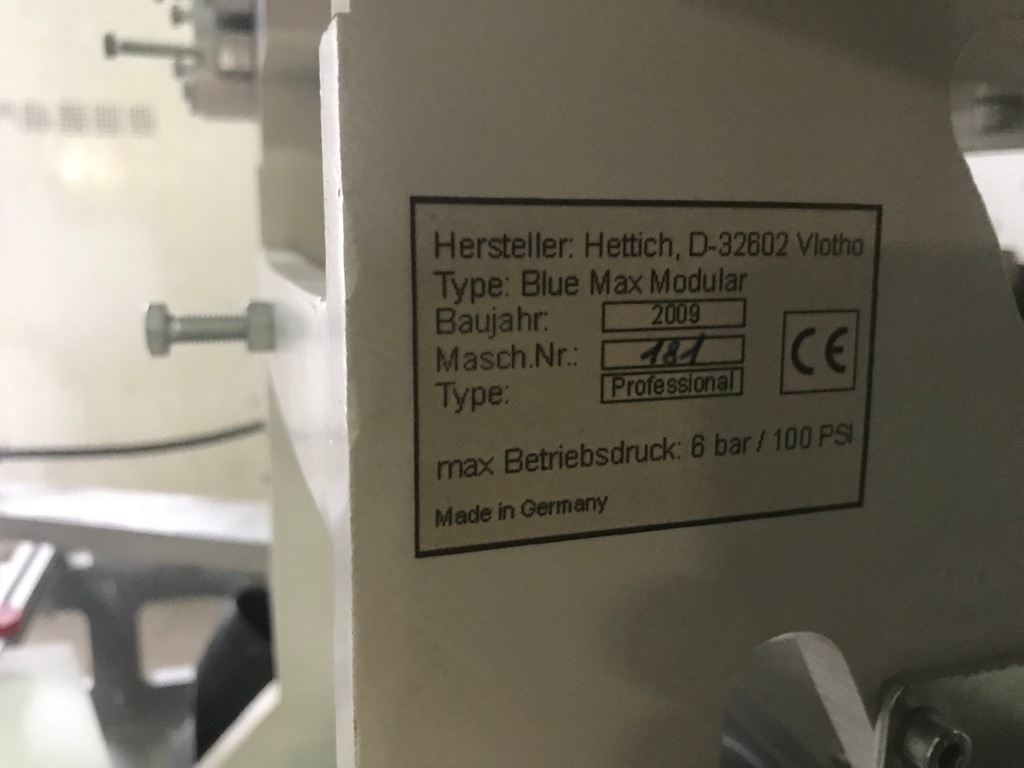 Hersteller: Hettich, D-32602 Vlotho
Type: Blue Max Modular
Baujahr: 2009
Masch.Nr.: 181
Type: Professional
CE
max Betriebsdruck: 6 bar / 100 PSI
Made in Germany